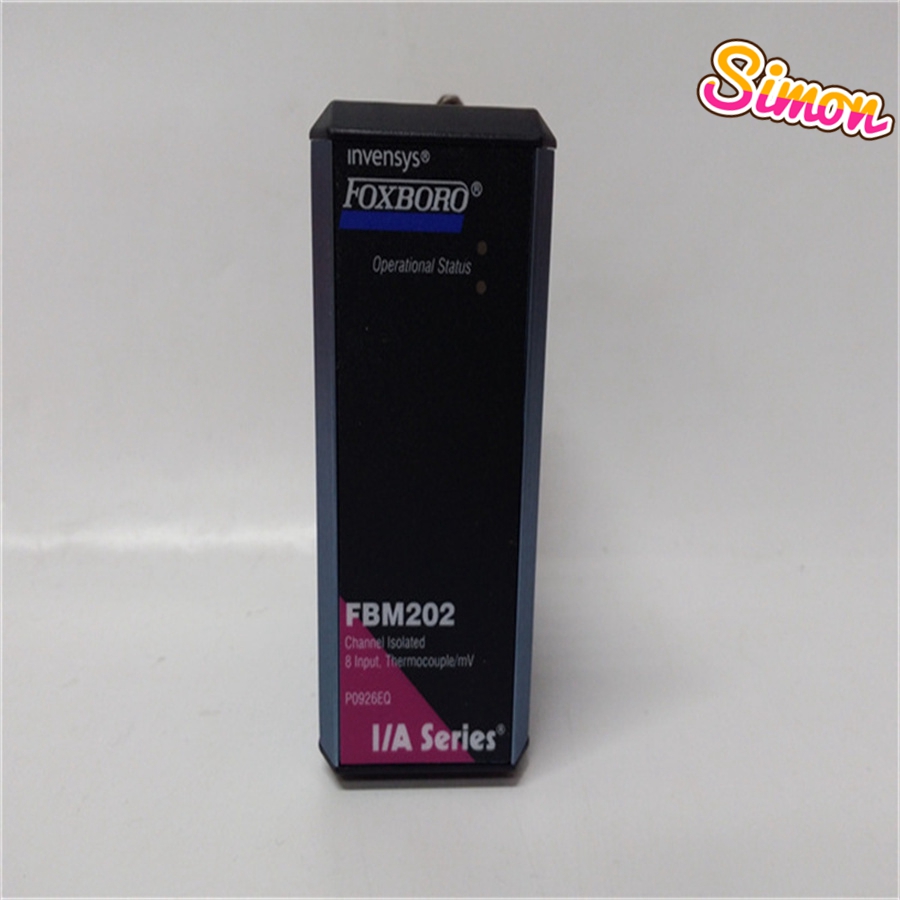 Simon
invensys®
FOXBORO®
Operational Status
FBM202
Channel Isolated
8 Input, Thermocouple/mV
P0926EQ
I/A Series®